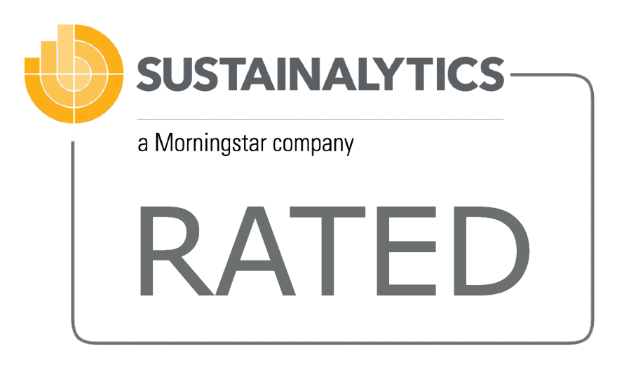 SUSTAINALYTICS
a Morningstar company
RATED